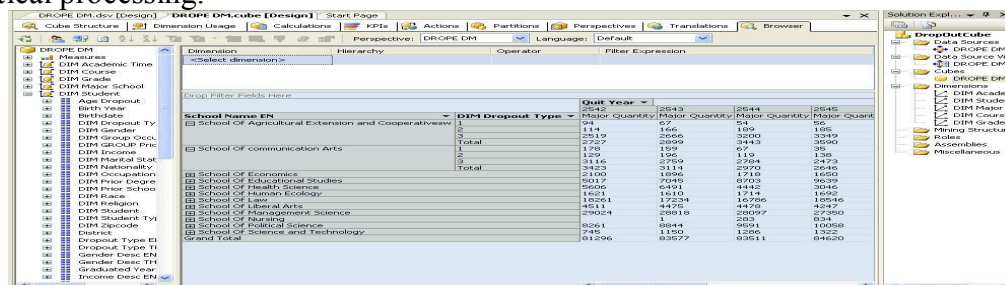 tical processing.
DROPE DM.dsv [Design] DROPE DM.cube [Design] Start Page
Cube Structure Dimension Usage Calculations KPIs Actions Partitions Perspectives Translations Browser
Perspective: DROPE DM Language: Default
DROPE DM
Measures
DIM Academic Time
DIM Course
DIM Grade
DIM Major School
DIM Student
Age Dropout
Birth Year
Birthdate
DIM Dropout Ty
DIM Gender
DIM Group Occu
DIM GROUP Pric
DIM Income
DIM Marital Stat
DIM Nationality
DIM Occupation
DIM Prior Degre
DIM Prior Schoo
DIM Race
DIM Religion
DIM Student
DIM Student Typ
DIM Zipcode
District
Dropout Type E
Dropout Type T
Gender Desc EN
Gender Desc TH
Graduated Year
Income Desc EN
Dimension Hierarchy Operator Filter Expression
<Select dimension>
Drop Filter Fields Here
Quit Year
2542 2543 2544 2545
School Name EN DIM Dropout Type Major Quantity Major Quantity Major Quantity Major Quant
School Of Agricultural Extension and Cooperativeesw 1 94 67 54 56
2 114 166 189 185
3 2519 2666 3200 3349
Total 2727 2899 3443 3590
School Of communication Arts 1 178 159 67 35
2 129 196 119 138
3 3116 2759 2784 2473
Total 3423 3114 2970 2646
School Of Economics 2100 1896 1718 1650
School Of Educational Studies 5017 7045 8703 9639
School Of Health Science 5606 6491 4442 3046
School Of Human Ecology 1621 1610 1714 1692
School Of Law 18261 17234 16786 18546
School Of Liberal Arts 4511 4475 4478 4247
School Of Management Science 29024 28818 28097 27350
School Of Nursing 1 283 834
School Of Political Science 8261 8844 9591 10058
School Of Science and Technology 745 1150 1286 1322
Grand Total 81296 83577 83511 84620
Solution Expl...
DropOutCube
Data Sources
DROPE DM
Data Source Vi
DROPE DM
Cubes
DROPE DM
Dimensions
DIM Acade
DIM Stude
DIM Major
DIM Cours
DIM Grade
Mining Structu
Roles
Assemblies
Miscellaneous